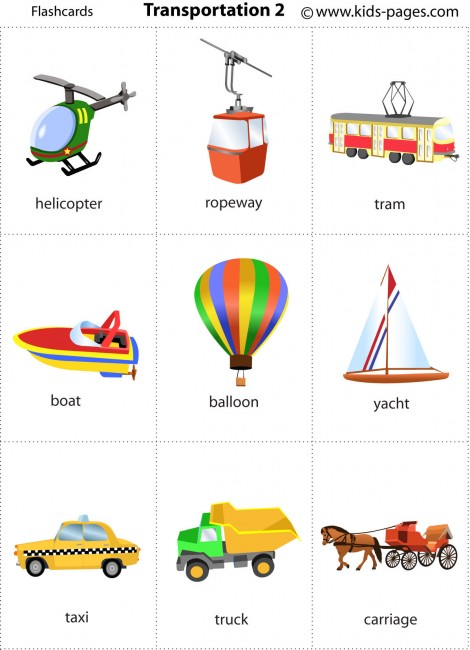 Flashcards Transportation 2 © www.kids-pages.com
helicopter ropeway tram
boat balloon yacht
taxi truck carriage